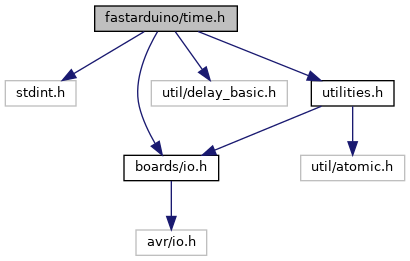 fastarduino/time.h
stdint.h
util/delay_basic.h
utilities.h
boards/io.h
util/atomic.h
avr/io.h